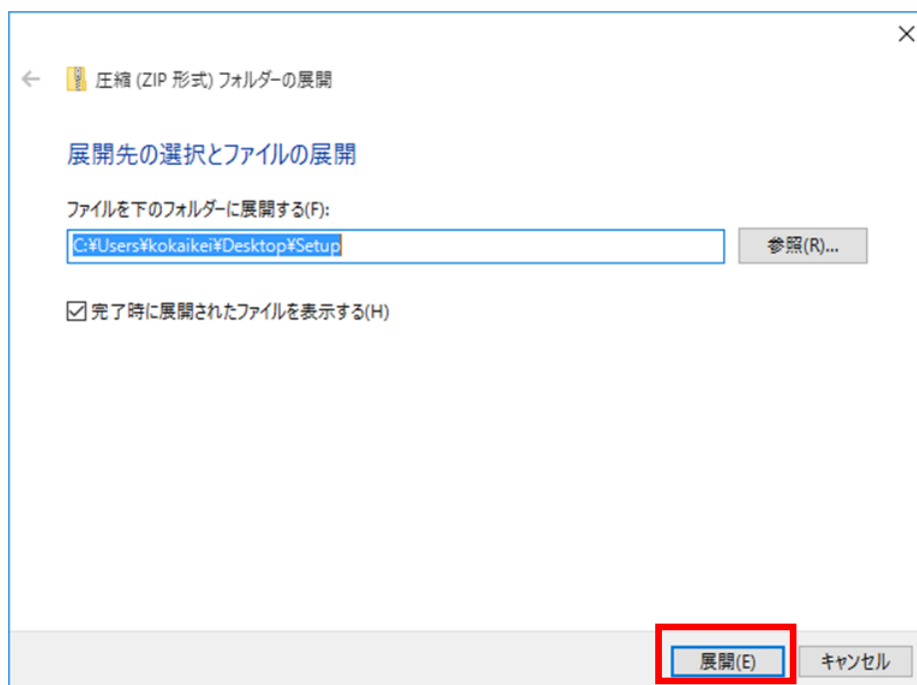 圧縮 (ZIP 形式) フォルダーの展開
展開先の選択とファイルの展開
ファイルを下のフォルダーに展開する(F):
C:¥Users¥kokaikei¥Desktop¥Setup
参照(R)...
完了時に展開されたファイルを表示する(H)
展開(E)
キャンセル